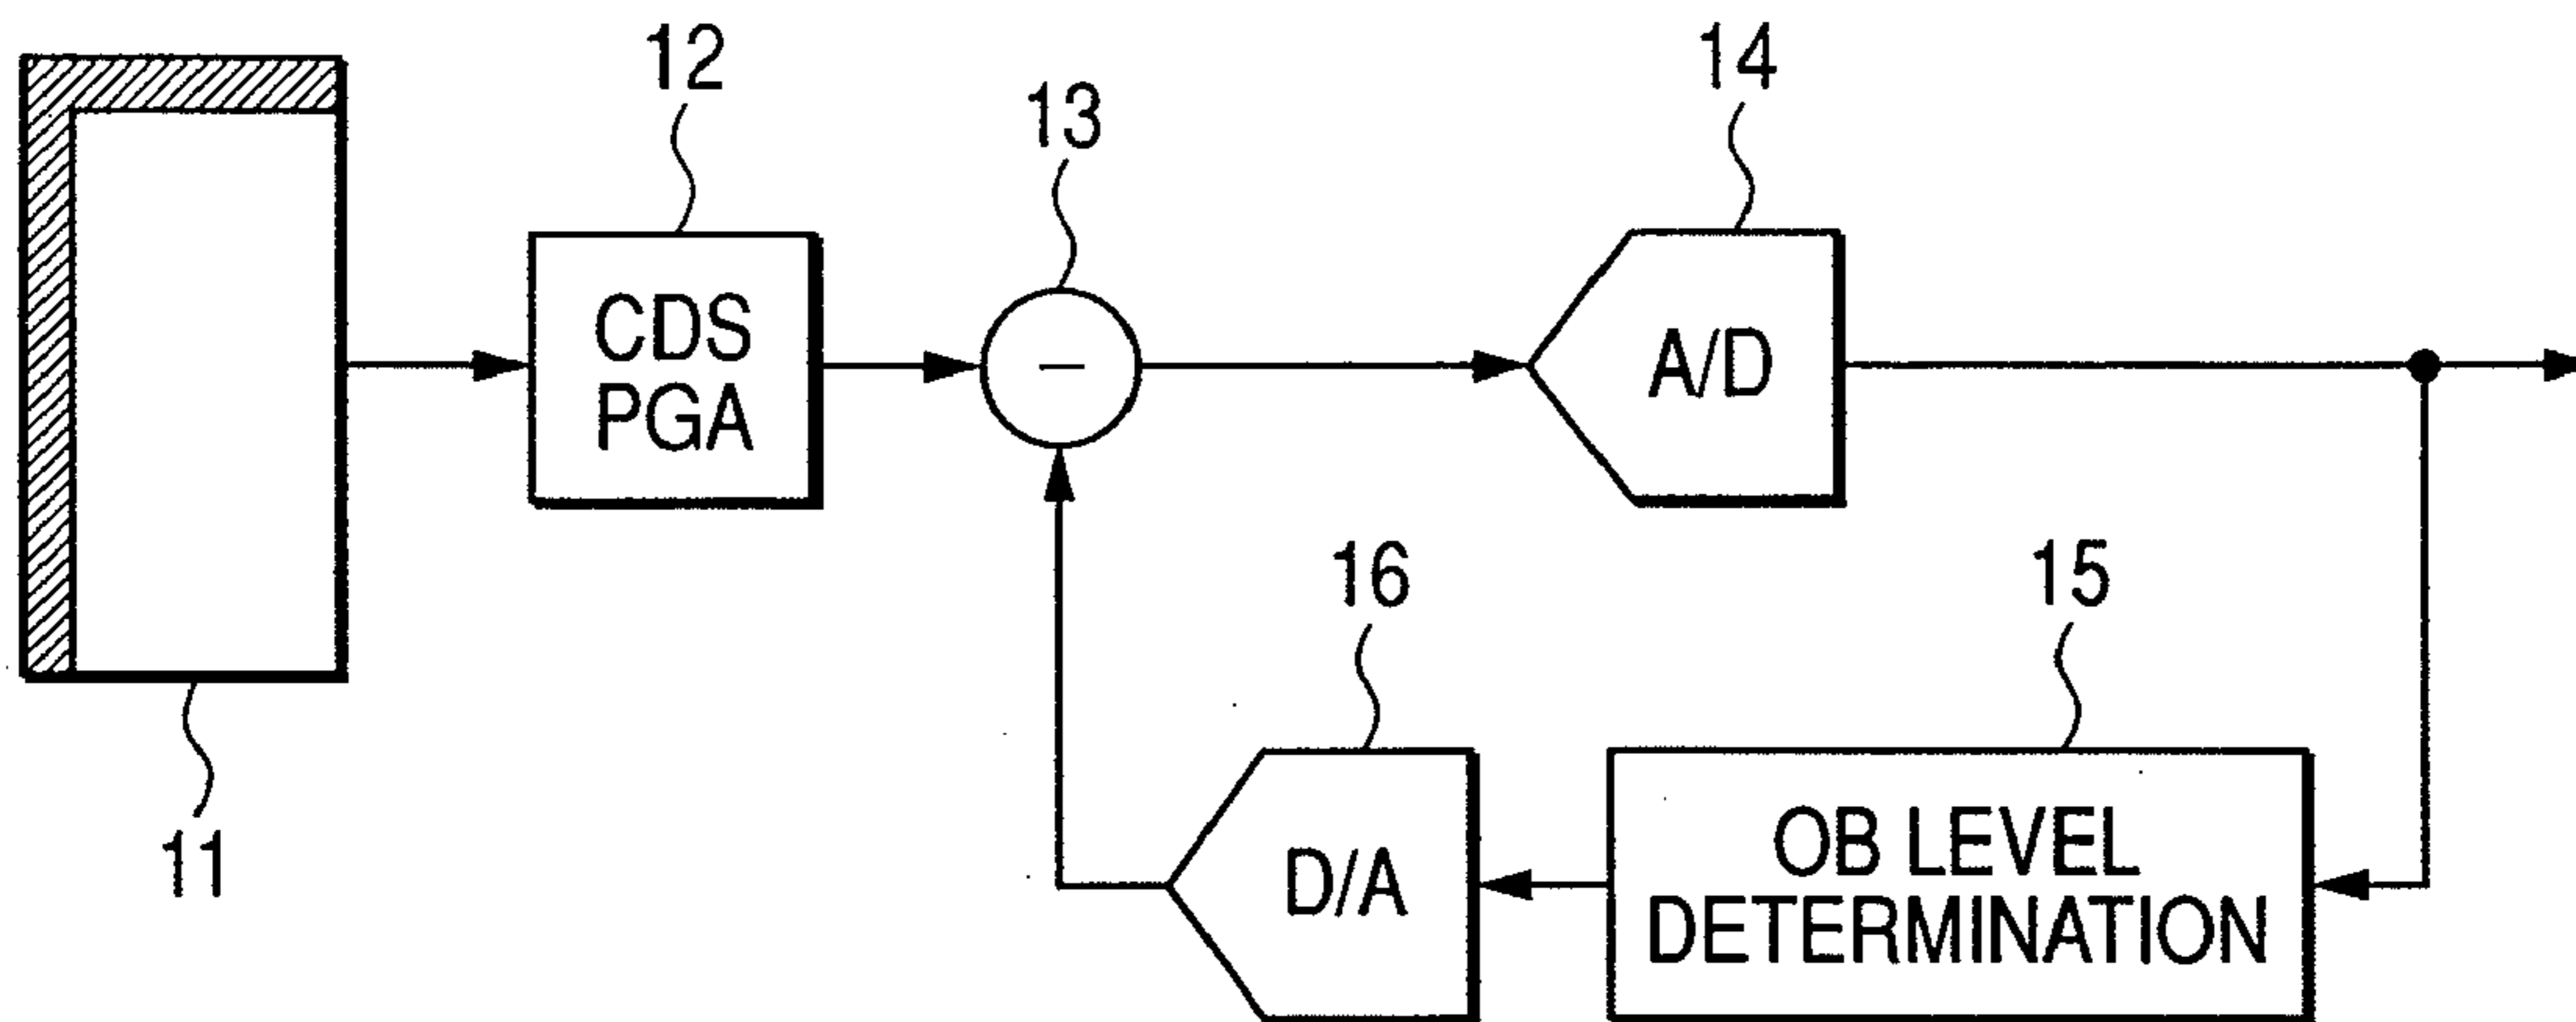 12
14
13
CDS
PGA
−
A/D
16
15
11
D/A
OB LEVEL
DETERMINATION